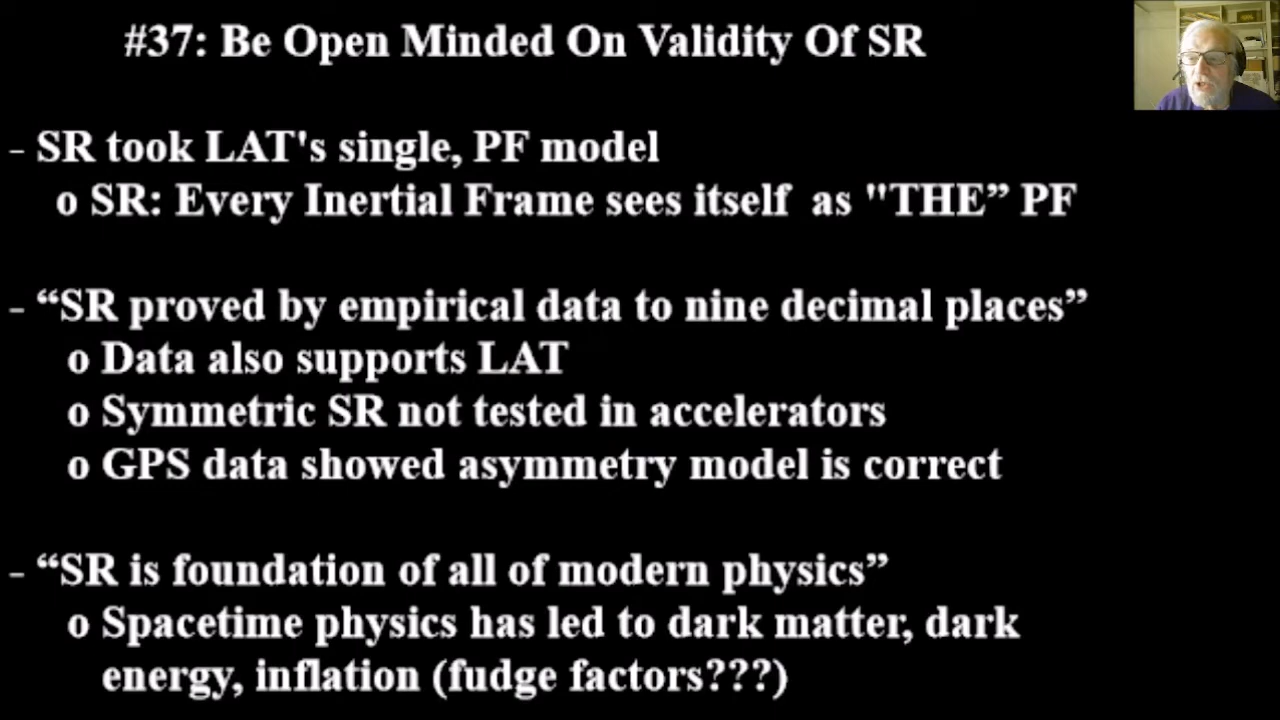 #37: Be Open Minded On Validity Of SR
- SR took LAT's single, PF model
o SR: Every Inertial Frame sees itself as "THE” PF
- “SR proved by empirical data to nine decimal places”
o Data also supports LAT
o Symmetric SR not tested in accelerators
o GPS data showed asymmetry model is correct
- “SR is foundation of all of modern physics”
o Spacetime physics has led to dark matter, dark
energy, inflation (fudge factors???)